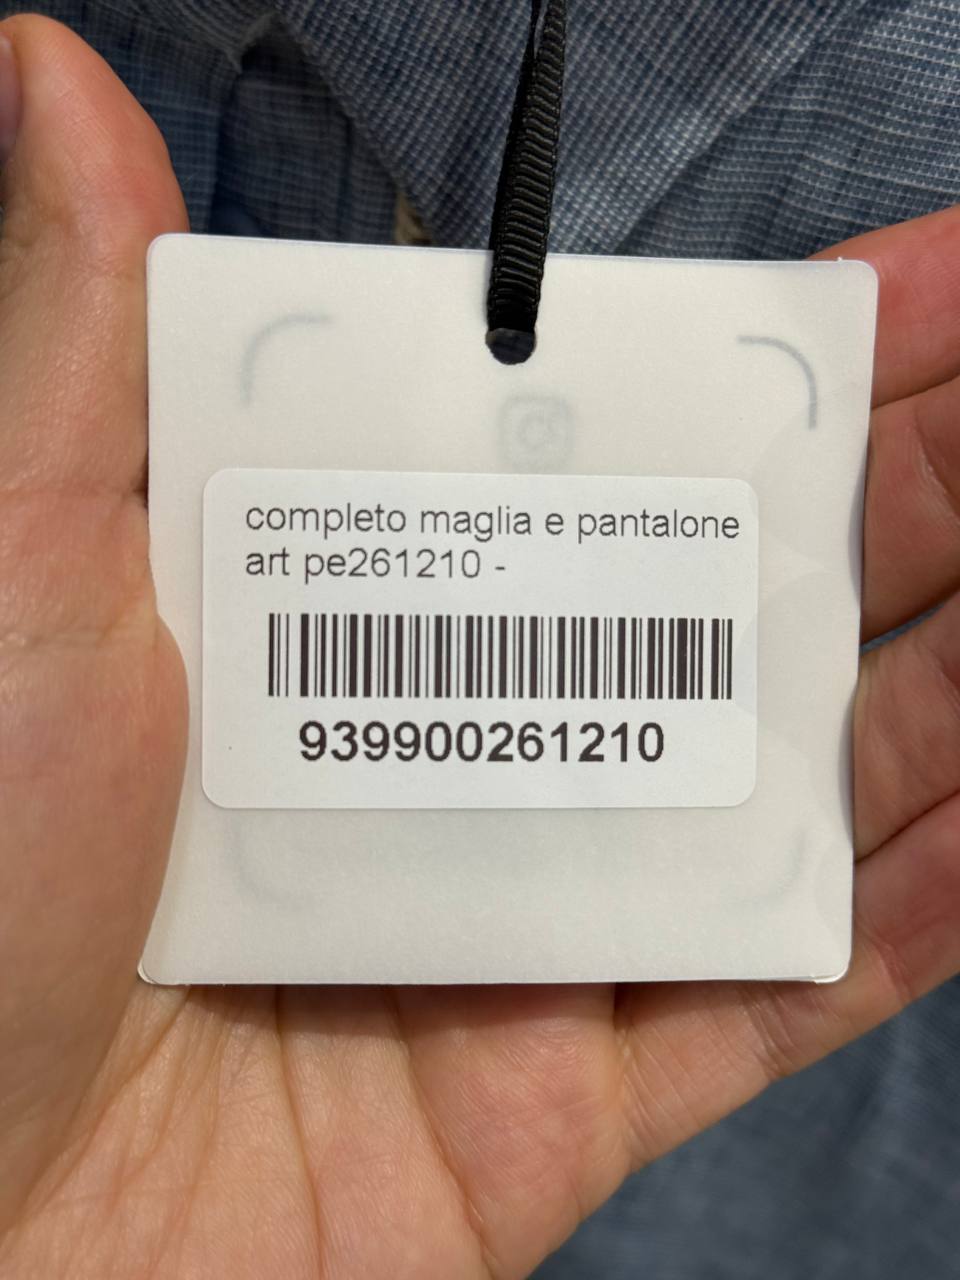 completo maglia e pantalone
art pe261210 -
939900261210